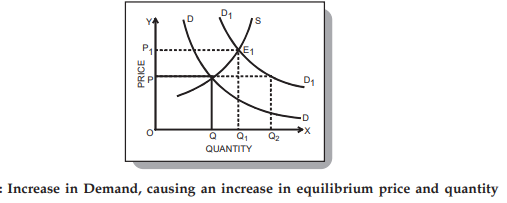 Y
D
D1
S
P1
E1
PRICE
P
D1
D
O
Q
Q1
Q2
X
QUANTITY
: Increase in Demand, causing an increase in equilibrium price and quantity